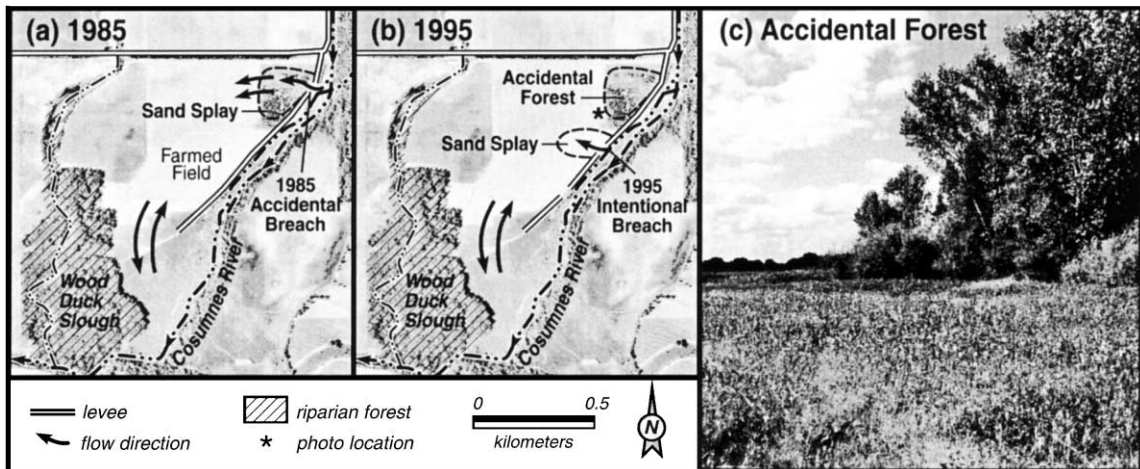 (a) 1985
Sand Splay
Farmed
Field
1985
Accidental
Breach
Wood
Duck
Slough
Cosumnes River
(b) 1995
Accidental
Forest
*
Sand Splay
1995
Intentional
Breach
Wood
Duck
Slough
Cosumnes River
(c) Accidental Forest
levee
flow direction
riparian forest
* photo location
0 0.5
kilometers
N